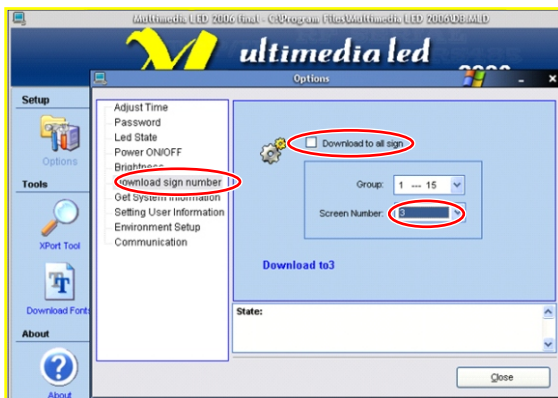 Multimedia LED 2006 final - C:\Program Files\Multimedia LED 2006\DB.MLD
ultimedia led
Options
Setup
Options
Tools
XPort Tool
Download Fonts
About
About
Adjust Time
Password
Led State
Power ON/OFF
Brightness
Download sign number
Get System Information
Setting User Information
Environment Setup
Communication
Download to all sign
Group: 1 --- 15
Screen Number: 3
Download to3
State:
Close